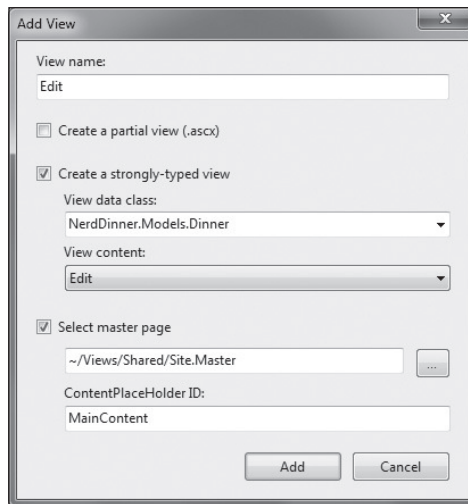 Add View
x
View name:
Edit
Create a partial view (.ascx)
Create a strongly-typed view
View data class:
NerdDinner.Models.Dinner
View content:
Edit
Select master page
~/Views/Shared/Site.Master
...
ContentPlaceHolder ID:
MainContent
Add
Cancel